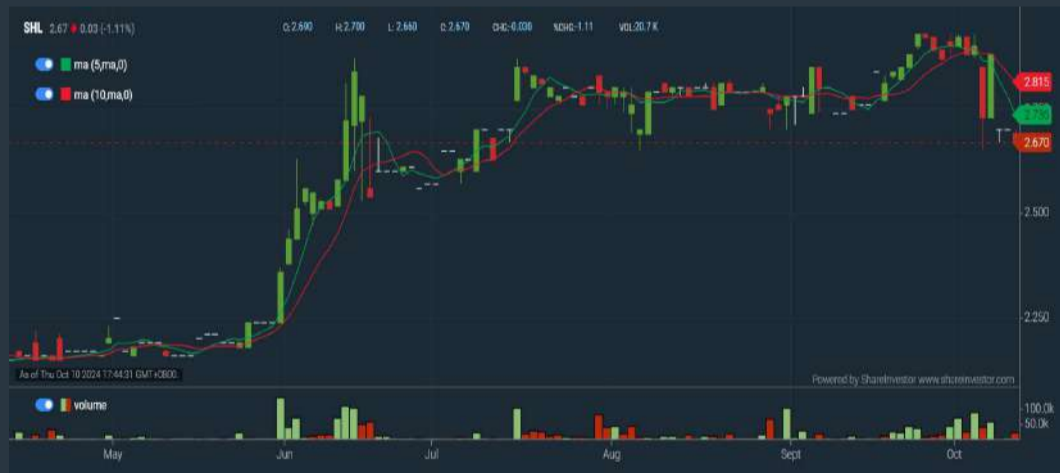 SHL 2.67 0.03 (-1.11%) O: 2.690 H: 2.700 L: 2.660 C: 2.670 CHG:-0.030 %CHG:-1.11 VOL:20.7 K
ma (5,ma,0)
ma (10,ma,0)
2.815
2.670
2.500
2.250
As of Thu Oct 10 2024 17:44:31 GMT+0800.
Powered by ShareInvestor www.shareinvestor.com
volume
100.0k
50.0k
May Jun Jul Aug Sept Oct